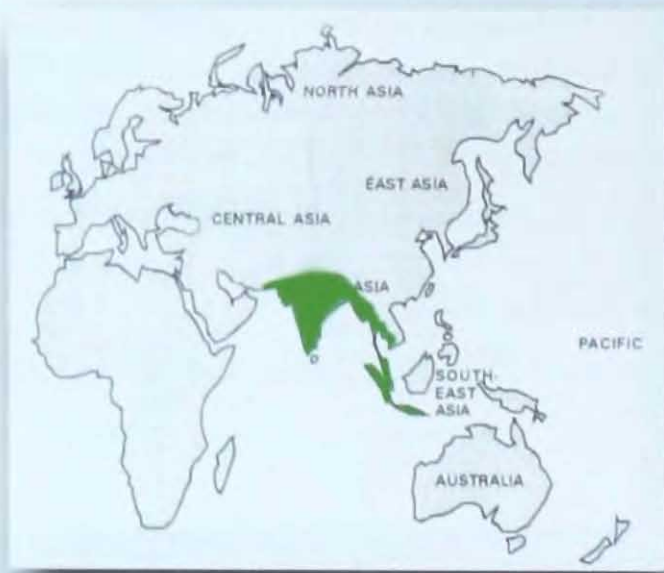 NORTH ASIA
EAST ASIA
CENTRAL ASIA
ASIA
PACIFIC
SOUTH-
EAST
ASIA
AUSTRALIA